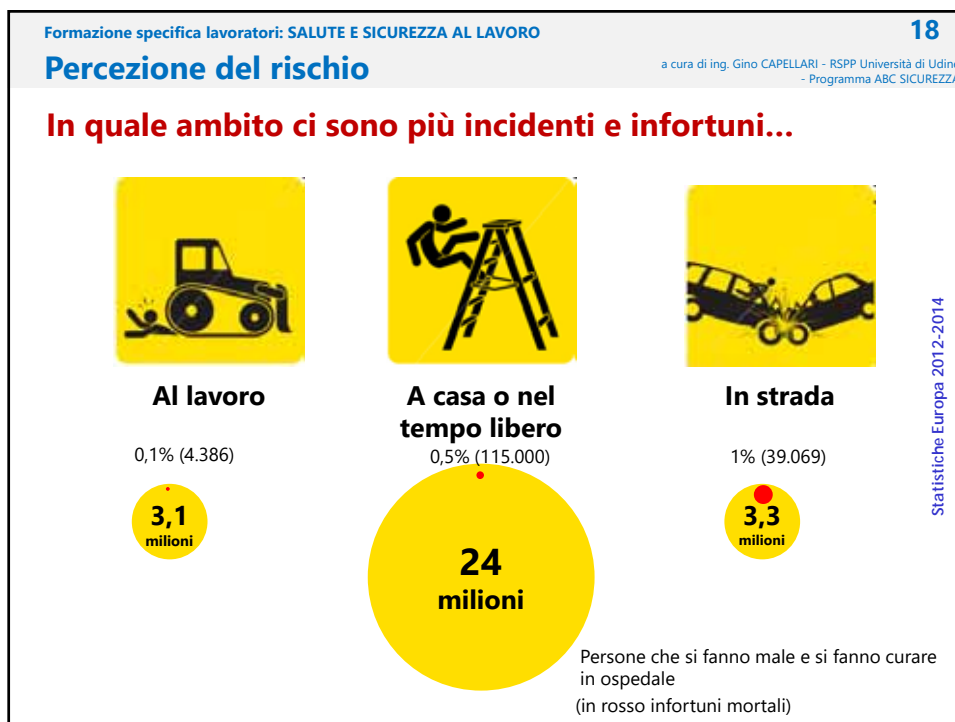 Formazione specifica lavoratori: SALUTE E SICUREZZA AL LAVORO
18
Percezione del rischio
a cura di ing. Gino CAPELLARI - RSPP Università di Udine
- Programma ABC SICUREZZA
In quale ambito ci sono più incidenti e infortuni...
Al lavoro
0,1% (4.386)
3,1
milioni
A casa o nel
tempo libero
0,5% (115.000)
24
milioni
In strada
1% (39.069)
3,3
milioni
Statistiche Europa 2012-2014
Persone che si fanno male e si fanno curare
in ospedale
(in rosso infortuni mortali)